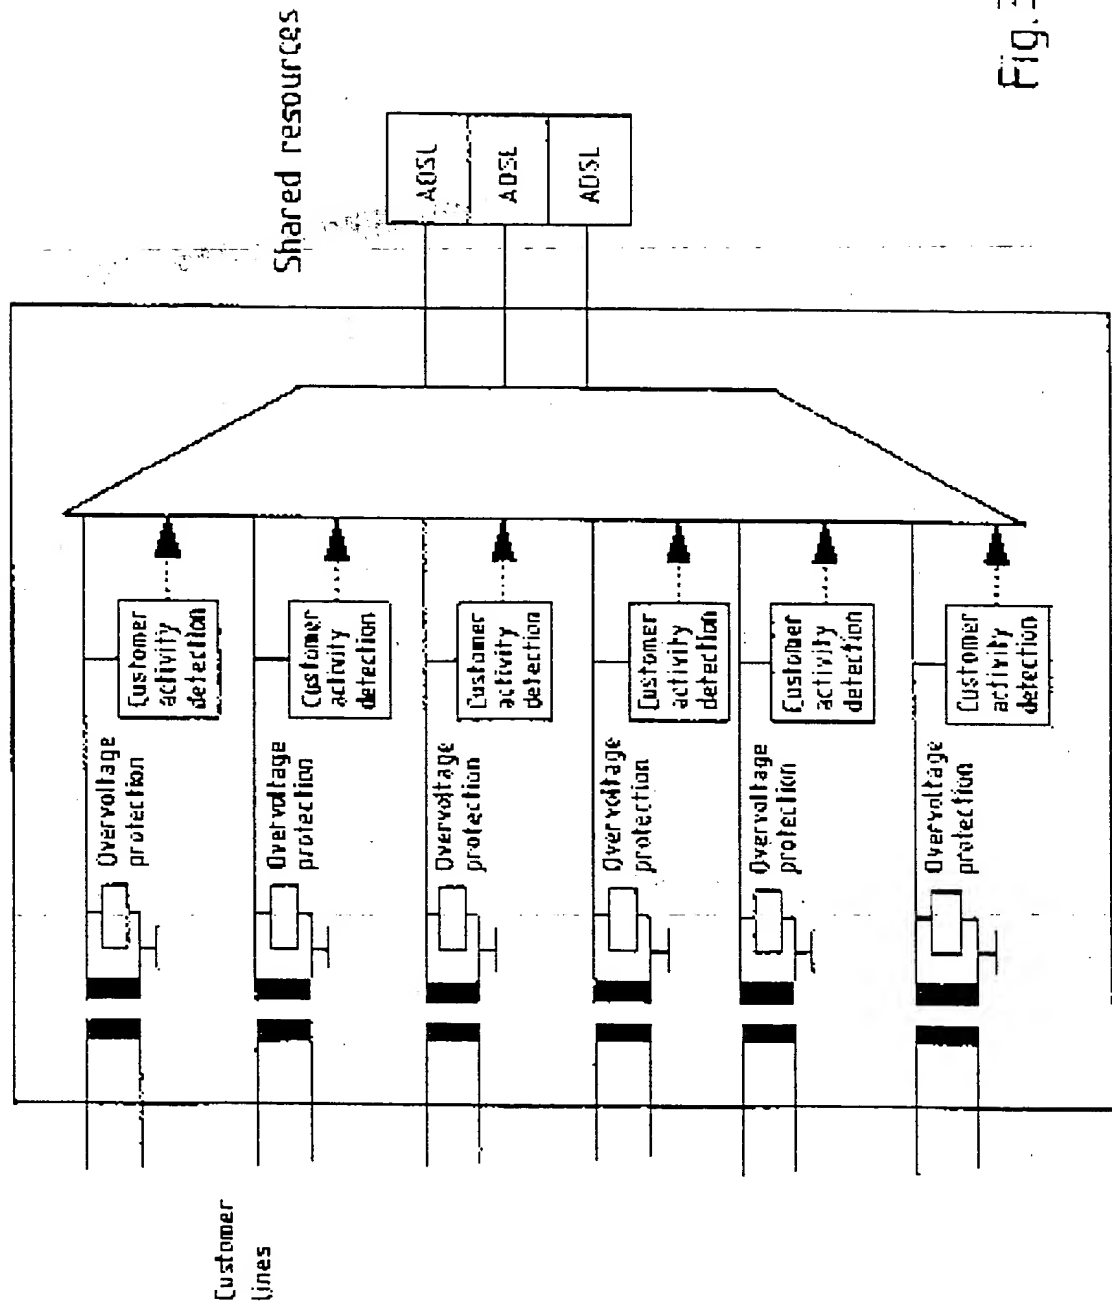 Customer
lines
Overvoltage
protection
Customer
activity
detection
Overvoltage
protection
Customer
activity
detection
Overvoltage
protection
Customer
activity
detection
Overvoltage
protection
Customer
activity
detection
Overvoltage
protection
Customer
activity
detection
Overvoltage
protection
Customer
activity
detection
Shared resources
ADSL
ADSL
ADSL
Fig. 3